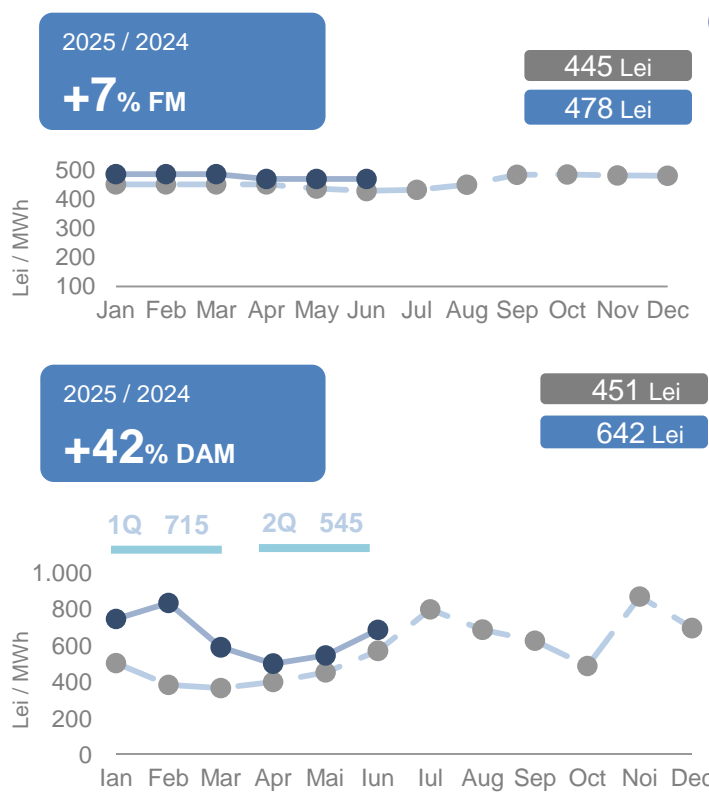 2025 / 2024
+7% FM
445 Lei
478 Lei
500
400
300
200
100
Lei / MWh
Jan Feb Mar Apr May Jun Jul Aug Sep Oct Nov Dec
2025 / 2024
+42% DAM
451 Lei
642 Lei
1Q 715 2Q 545
1.000
800
600
400
200
0
Lei / MWh
Ian Feb Mar Apr Mai Iun Iul Aug Sep Oct Noi Dec